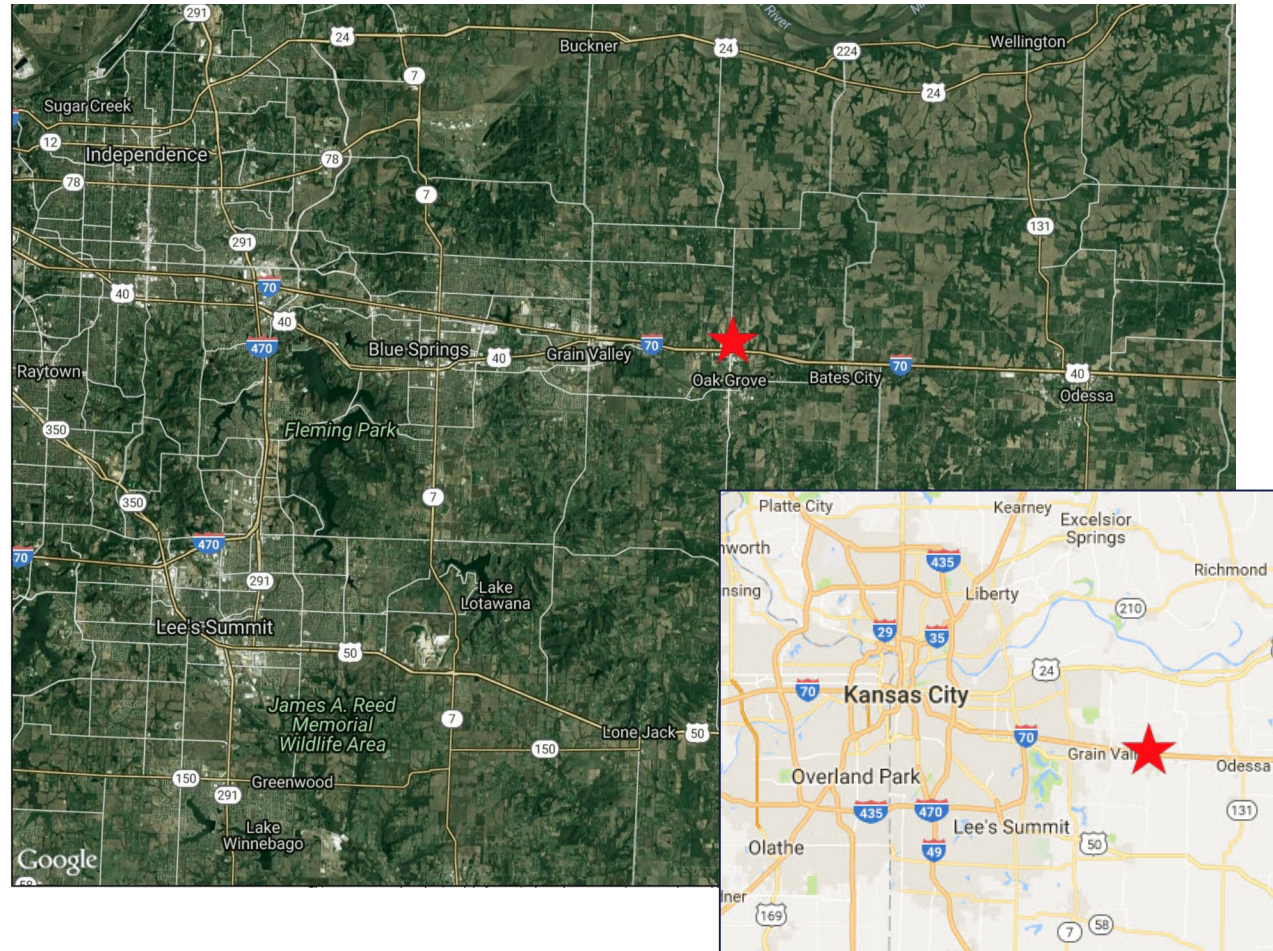 291
24
Buckner
24
224
River
Wellington
24
7
Sugar Creek
12
Independence
78
78
7
131
291
40
70
40
470
Blue Springs
40
Grain Valley
70
Oak Grove
Bates City
70
40
Odessa
Raytown
350
Fleming Park
350
7
470
70
291
Lake
Lotawana
Lee's Summit
50
James A. Reed
Memorial
Wildlife Area
7
Lone Jack
50
150
150
Greenwood
291
Lake
Winnebago
Google
Platte City
Kearney
Excelsior
Springs
nworth
435
Richmond
nsing
Liberty
210
29
35
24
70
Kansas City
70
Grain Val
Odessa
Overland Park
435
470
131
Lee's Summit
50
Olathe
49
ner
169
7
58